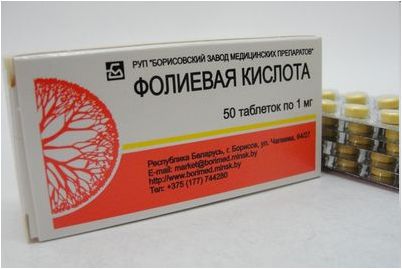 РУП "БОРИСОВСКИЙ ЗАВОД МЕДИЦИНСКИХ ПРЕПАРАТОВ"
ФОЛИЕВАЯ КИСЛОТА
50 таблеток по 1 мг
Республика Беларусь, г. Борисов, ул. Чапаева, 64/27
E-mail: market@borimed.minsk.by
http://www.borimed.minsk.by
Тел: +375 (177) 744280